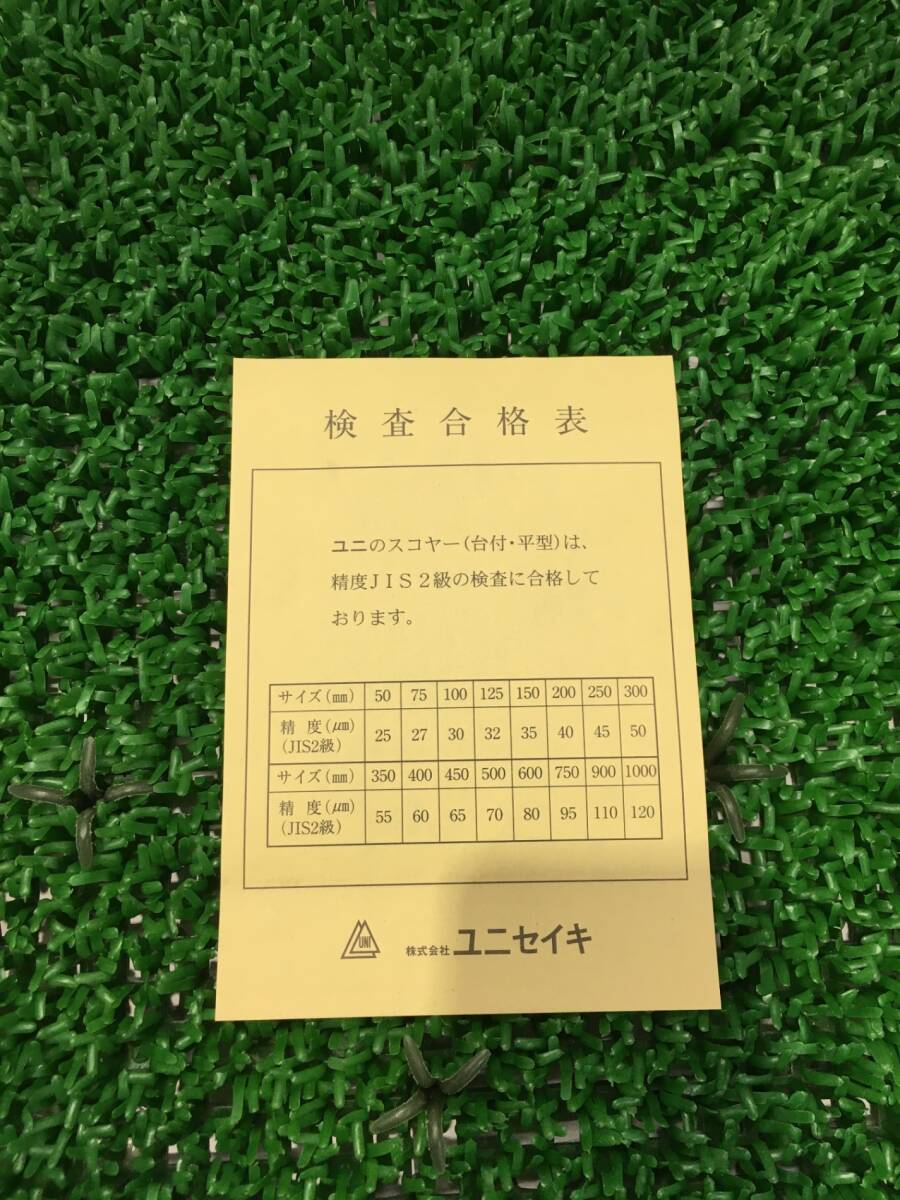 検査合格表
ユニのスコヤー(台付・平型)は、
精度JIS2級の検査に合格して
おります。
サイズ(㎜) 50 75 100 125 150 200 250 300
精度(㎛) 25 27 30 32 35 40 45 50
(JIS2級)
サイズ(㎜) 350 400 450 500 600 750 900 1000
精度(㎛) 55 60 65 70 80 95 110 120
(JIS2級)
UNI 株式会社ユニセイキ